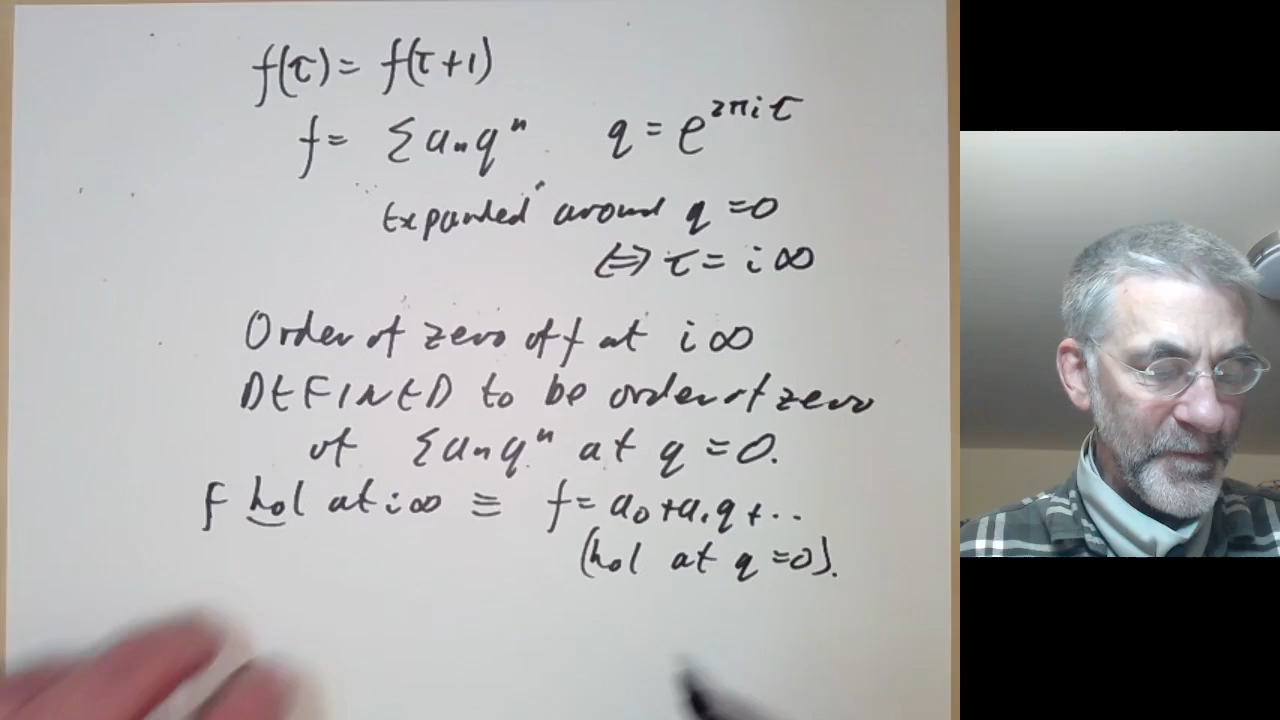 f(τ) = f(τ+1)
f = Σ aₙqⁿ q = e^{2πiτ}
Expanded around q = 0
⇔ τ = i∞
Order of zero of f at i∞
DEFINED to be order of zero
of Σaₙqⁿ at q = 0.
f hol at i∞ ≡ f = a₀+a₁q+..
(hol at q = 0).